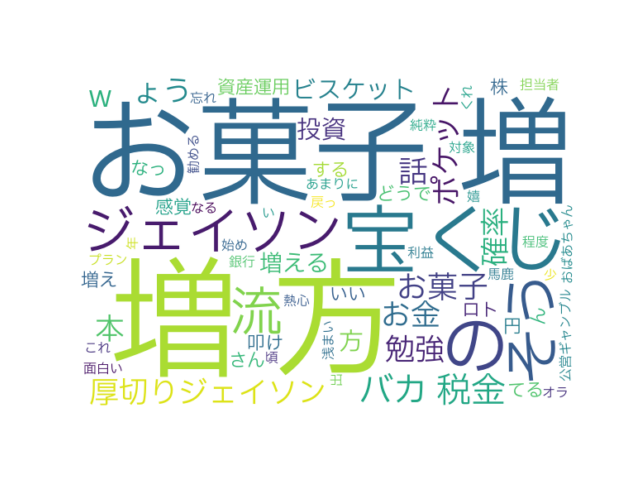 w ょう 忘れ 資産運用 ビスケット 株 担当者 くれ
お菓子 増
勧める 投資 ポケット 純粋 対象
なっ する 話 あまりに どうで 嬉
ジェイソン 感覚 なる 戻っ 宝くじ 確率 おばあちゃん
世 い 始め 利益 程度
プラン 銀行 増える 増え 馬鹿 少
増方 流 熱心 いい お菓子 の そう
本 お金 ロト 円 ん 公営ギャンブル
これ 叩け 浅まい 方 勉強
面白い さん 頃
厚切りジェイソン 王 バカ 税金 てる オラ